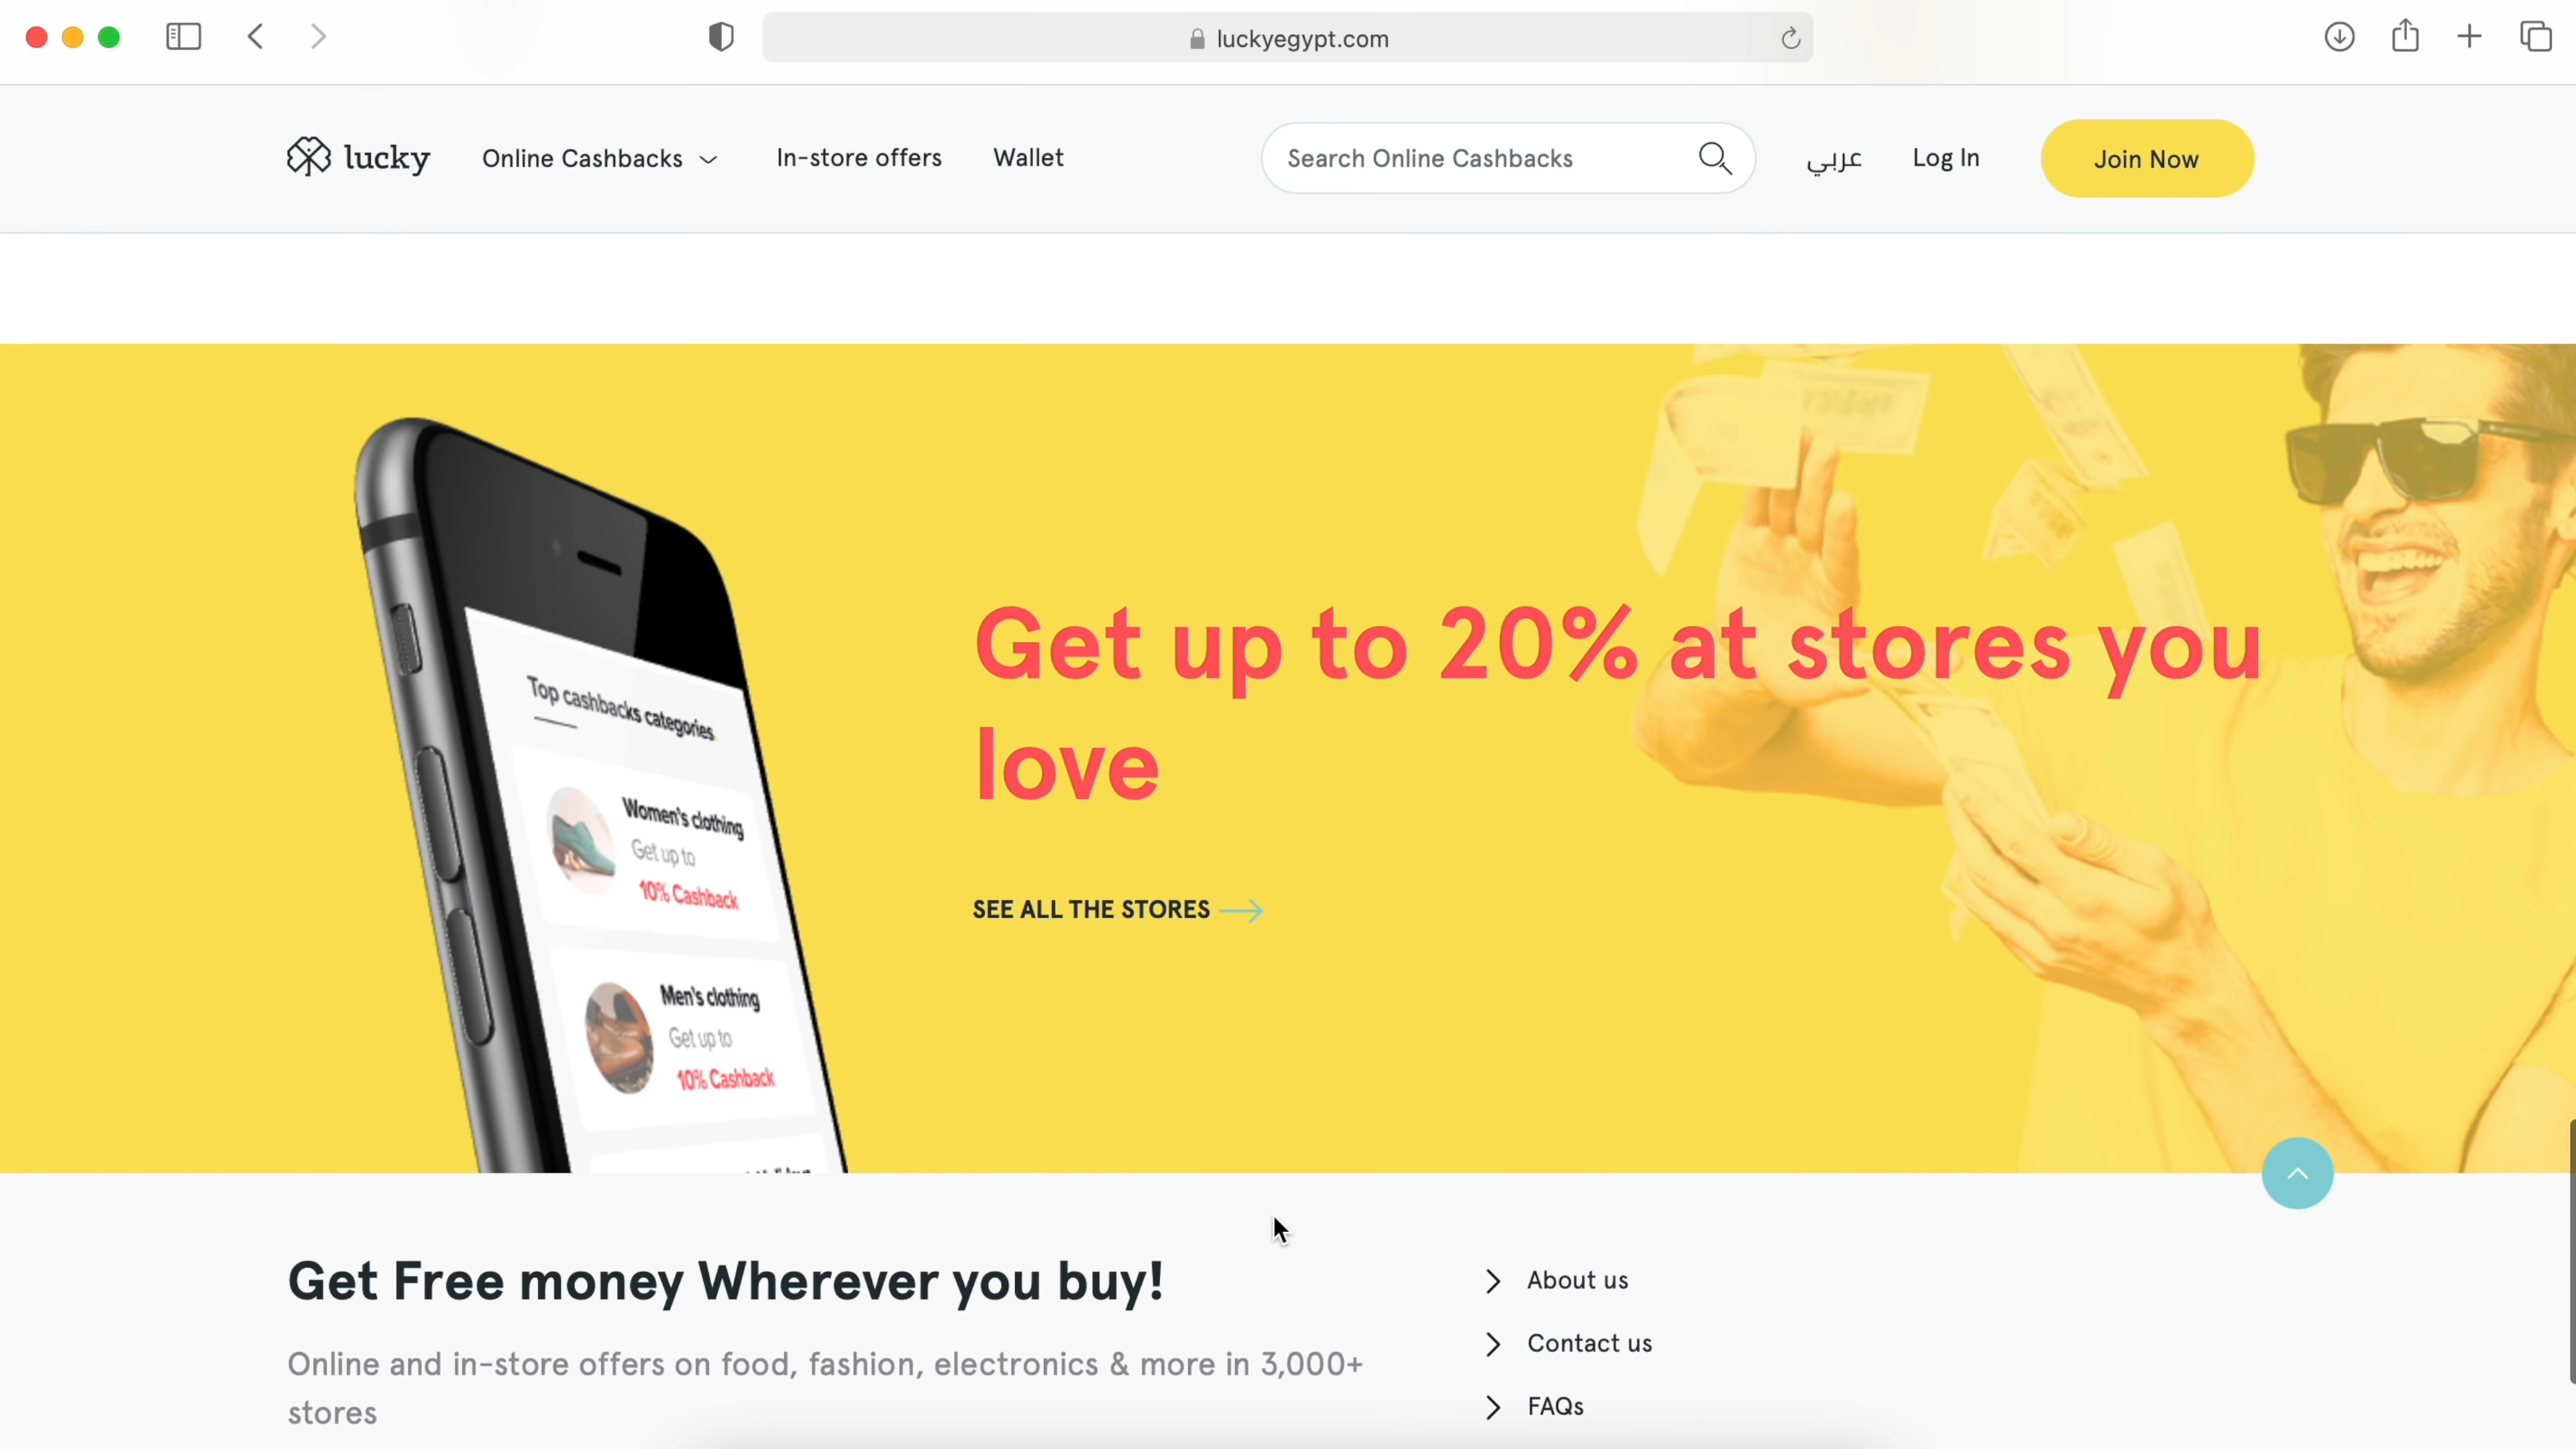 luckyegypt.com
lucky
Online Cashbacks
In-store offers
Wallet
Search Online Cashbacks
عربي
Log In
Join Now
Get up to 20% at stores you
love
SEE ALL THE STORES
Top cashbacks categories
Women's clothing
Get up to
10% Cashback
Men's clothing
Get up to
10% Cashback
Get Free money Wherever you buy!
Online and in-store offers on food, fashion, electronics & more in 3,000+
stores
About us
Contact us
FAQs